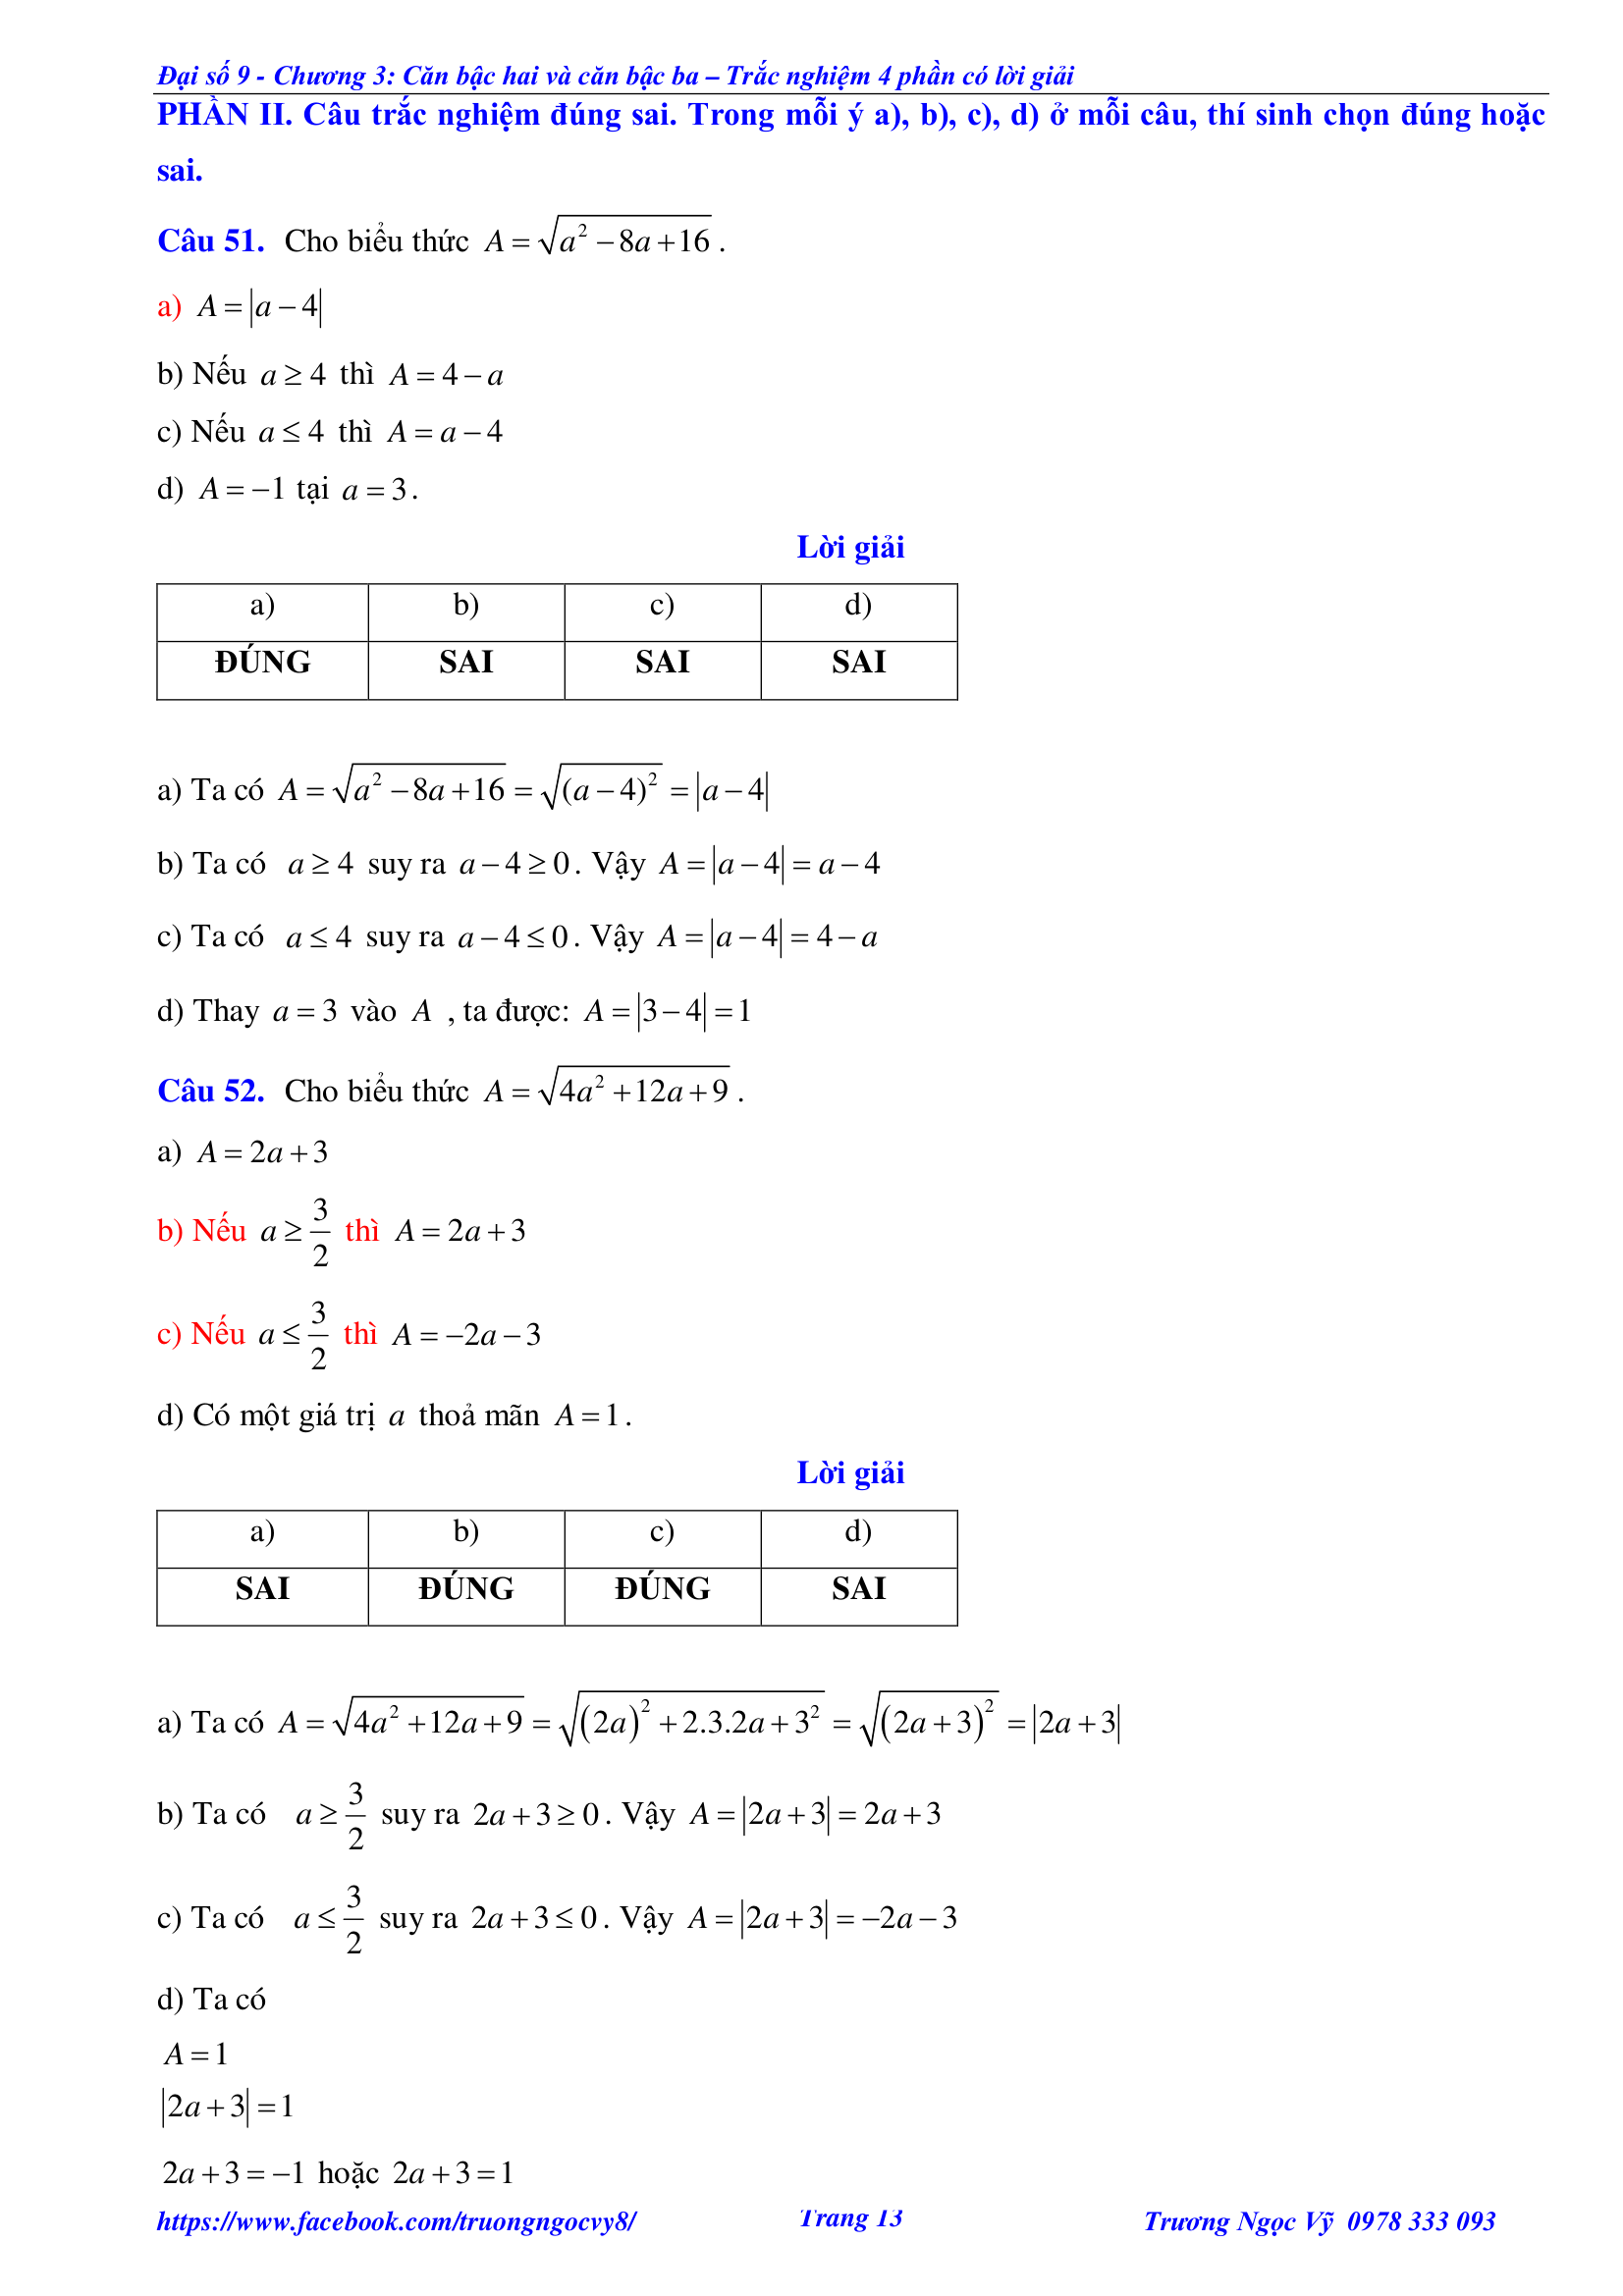 Đại số 9 - Chương 3: Căn bậc hai và căn bậc ba – Trắc nghiệm 4 phần có lời giải
PHẦN II. Câu trắc nghiệm đúng sai. Trong mỗi ý a), b), c), d) ở mỗi câu, thí sinh chọn đúng hoặc
sai.
Câu 51. Cho biểu thức A = √(a² − 8a + 16) .
a) A = |a − 4|
b) Nếu a ≥ 4 thì A = 4 − a
c) Nếu a ≤ 4 thì A = a − 4
d) A = −1 tại a = 3 .
Lời giải
a) b) c) d)
ĐÚNG SAI SAI SAI
a) Ta có A = √(a² − 8a + 16) = √((a − 4)²) = |a − 4|
b) Ta có a ≥ 4 suy ra a − 4 ≥ 0 . Vậy A = |a − 4| = a − 4
c) Ta có a ≤ 4 suy ra a − 4 ≤ 0 . Vậy A = |a − 4| = 4 − a
d) Thay a = 3 vào A , ta được: A = |3 − 4| = 1
Câu 52. Cho biểu thức A = √(4a² + 12a + 9) .
a) A = 2a + 3
b) Nếu a ≥ 3/2 thì A = 2a + 3
c) Nếu a ≤ 3/2 thì A = −2a − 3
d) Có một giá trị a thoả mãn A = 1 .
Lời giải
a) b) c) d)
SAI ĐÚNG ĐÚNG SAI
a) Ta có A = √(4a² + 12a + 9) = √((2a)² + 2.3.2a + 3²) = √((2a + 3)²) = |2a + 3|
b) Ta có a ≥ 3/2 suy ra 2a + 3 ≥ 0 . Vậy A = |2a + 3| = 2a + 3
c) Ta có a ≤ 3/2 suy ra 2a + 3 ≤ 0 . Vậy A = |2a + 3| = −2a − 3
d) Ta có
A = 1
|2a + 3| = 1
2a + 3 = −1 hoặc 2a + 3 = 1
https://www.facebook.com/truongngocvy8/ Trang 13 Trương Ngọc Vỹ 0978 333 093